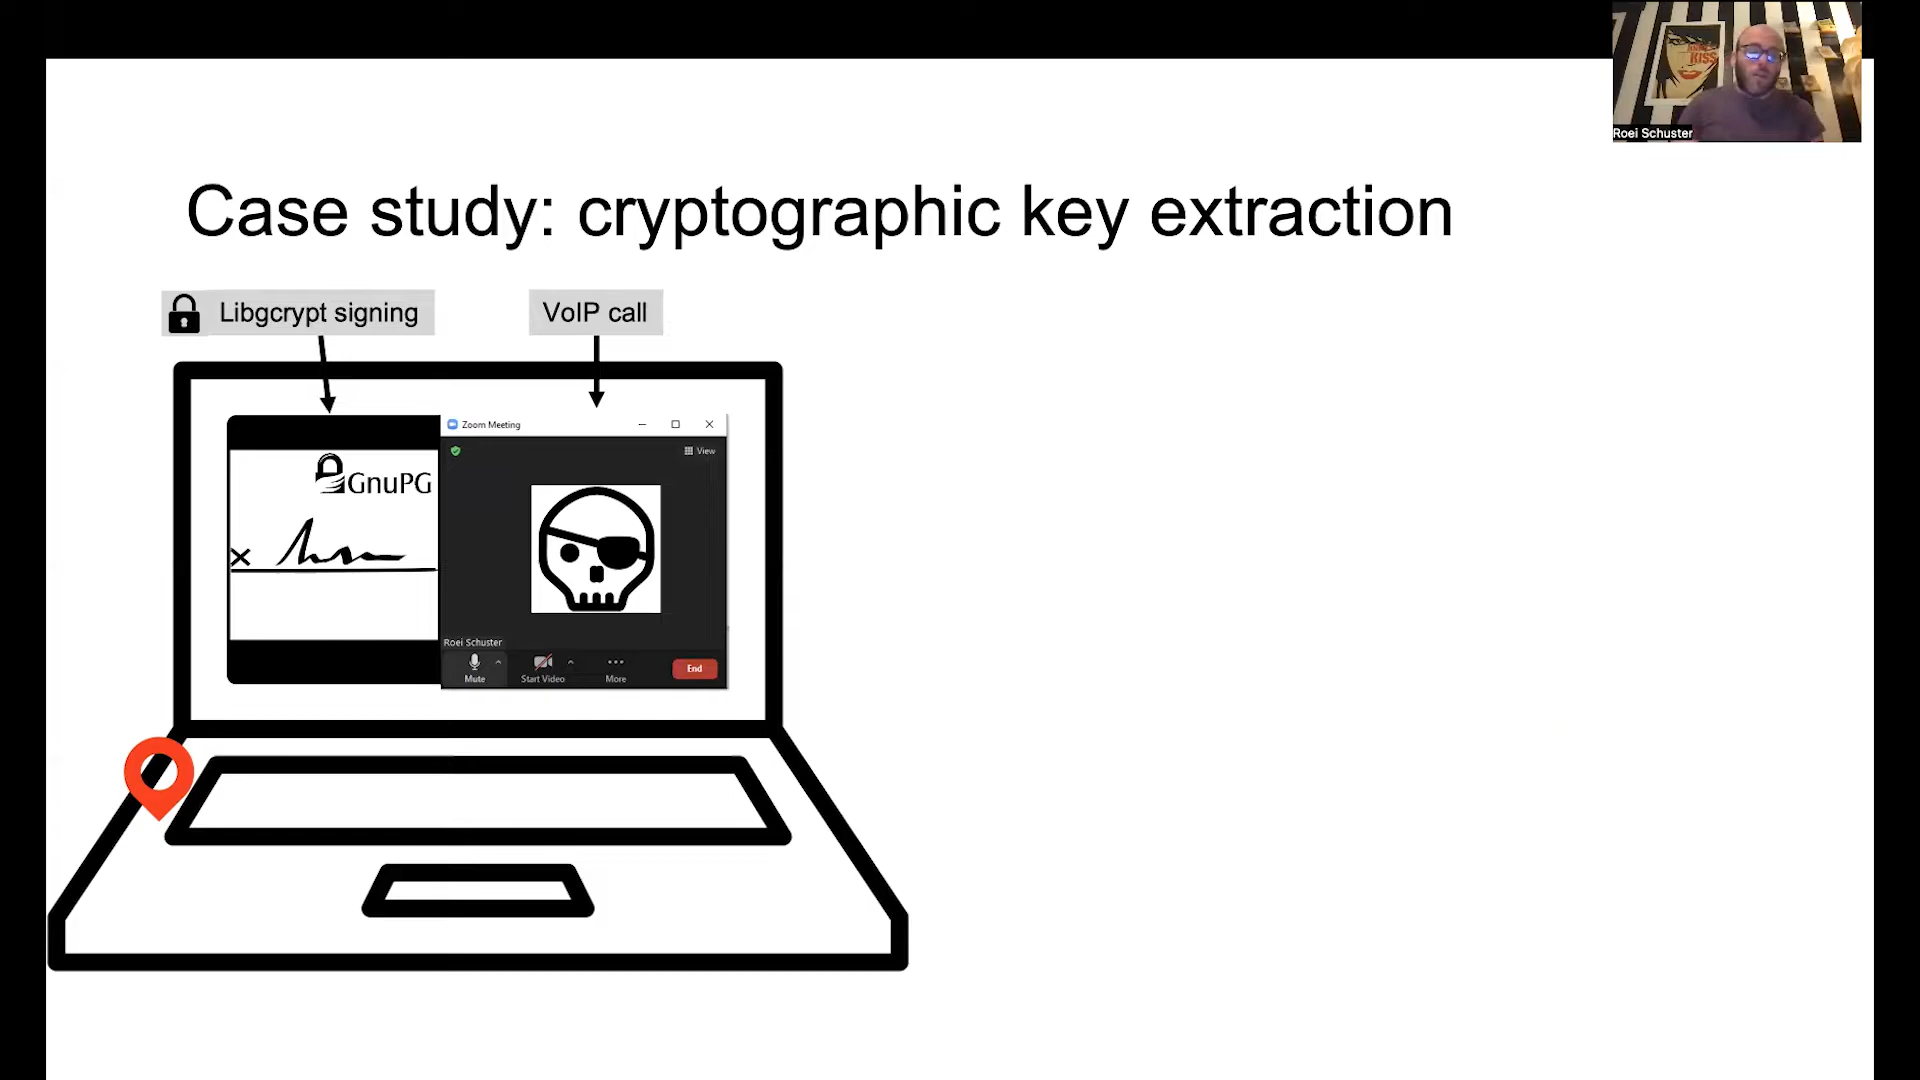 KISS
Roei Schuster
Case study: cryptographic key extraction
Libgcrypt signing
VoIP call
Zoom Meeting
View
GnuPG
Roei Schuster
Mute
Start Video
More
End